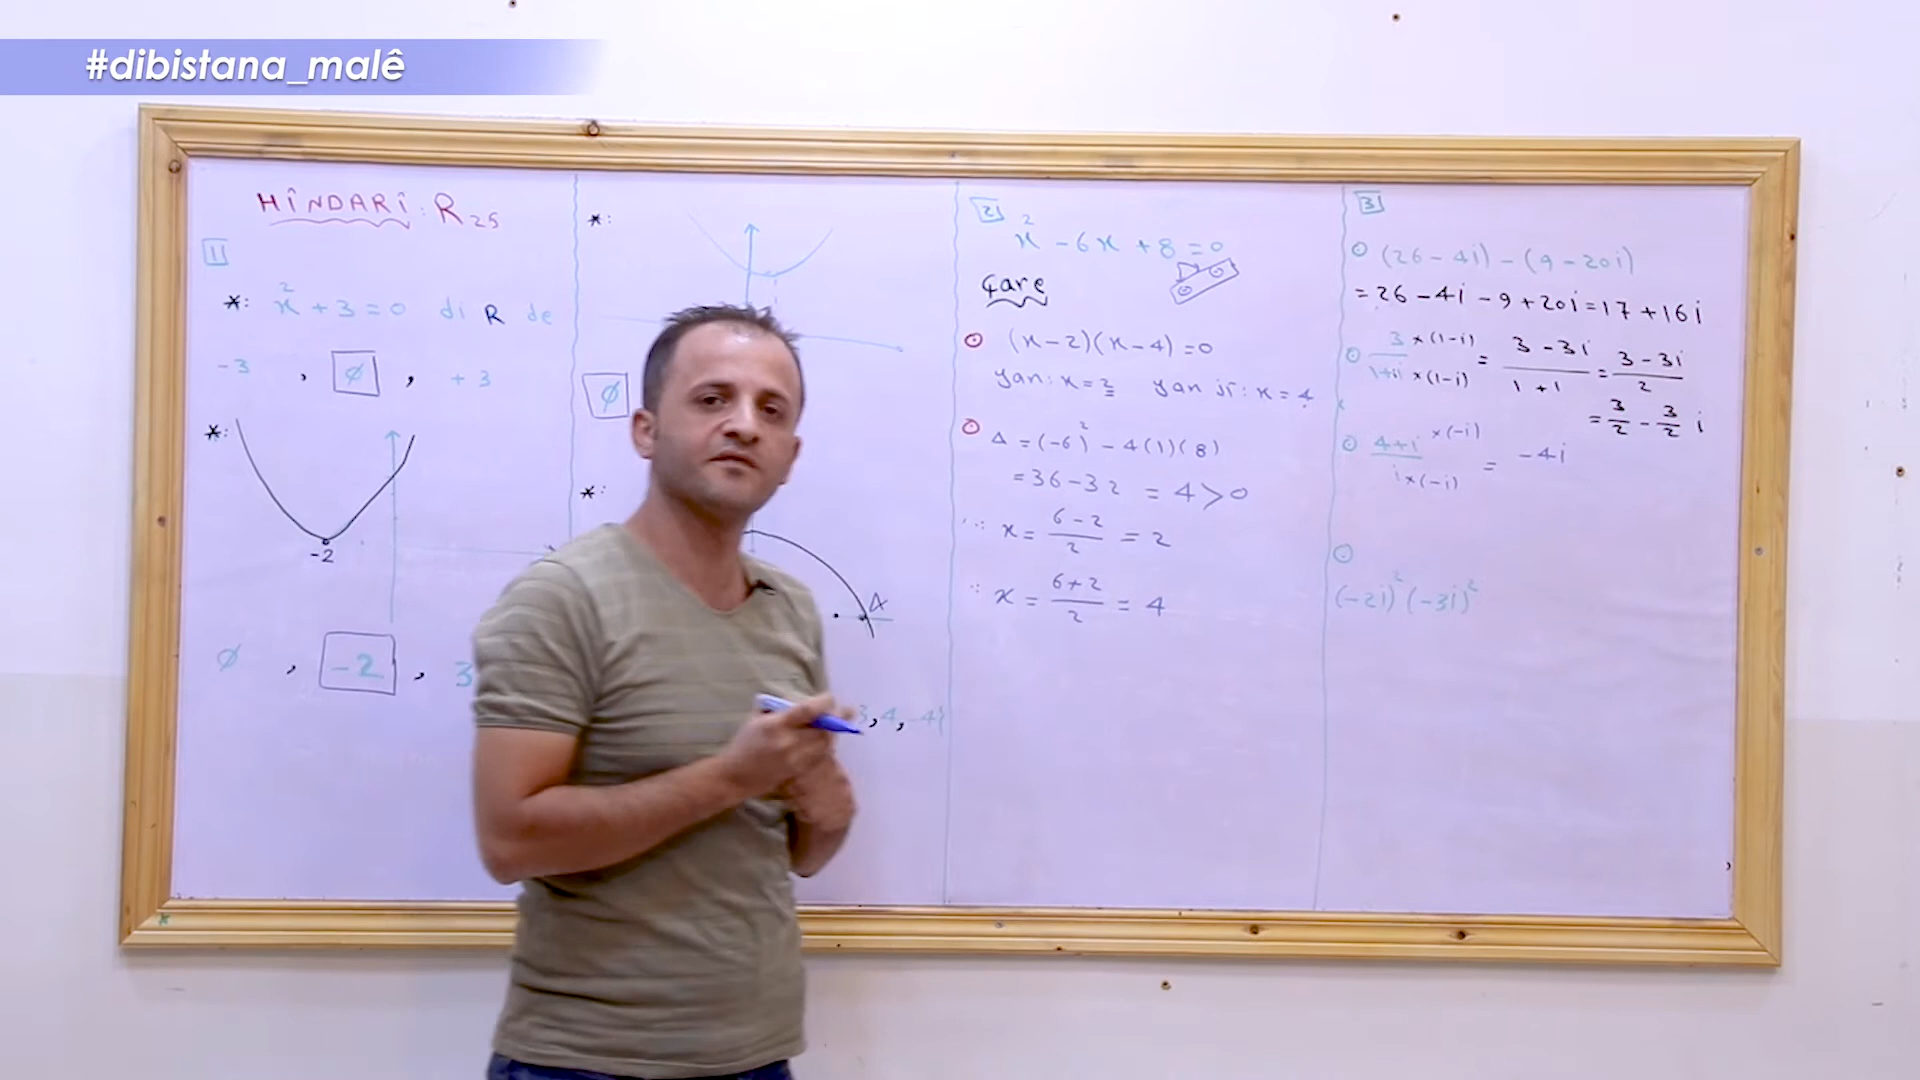 #dibistana_malê
HÎNDARÎ: R₂₅
1
*: x² + 3 = 0 di R de
-3 , ∅ , +3
*:
-2
∅ , -2 , 3
*:
∅
*:
4
3, 4, -4}
2
x² - 6x + 8 = 0
Çare
(x-2)(x-4) = 0
yan: x = 2 yan jî: x = 4
Δ = (-6)² - 4(1)(8)
= 36 - 32 = 4 > 0
∴ x = (6-2)/2 = 2
∴ x = (6+2)/2 = 4
3
(26-4i) - (9-20i)
= 26 - 4i - 9 + 20i = 17 + 16i
3×(1-i)/(1+i)×(1-i) = (3-3i)/(1+1) = (3-3i)/2
= 3/2 - 3/2 i
(4+i ×(-i))/(i×(-i)) = -4i
(-2i)² (-3i)²